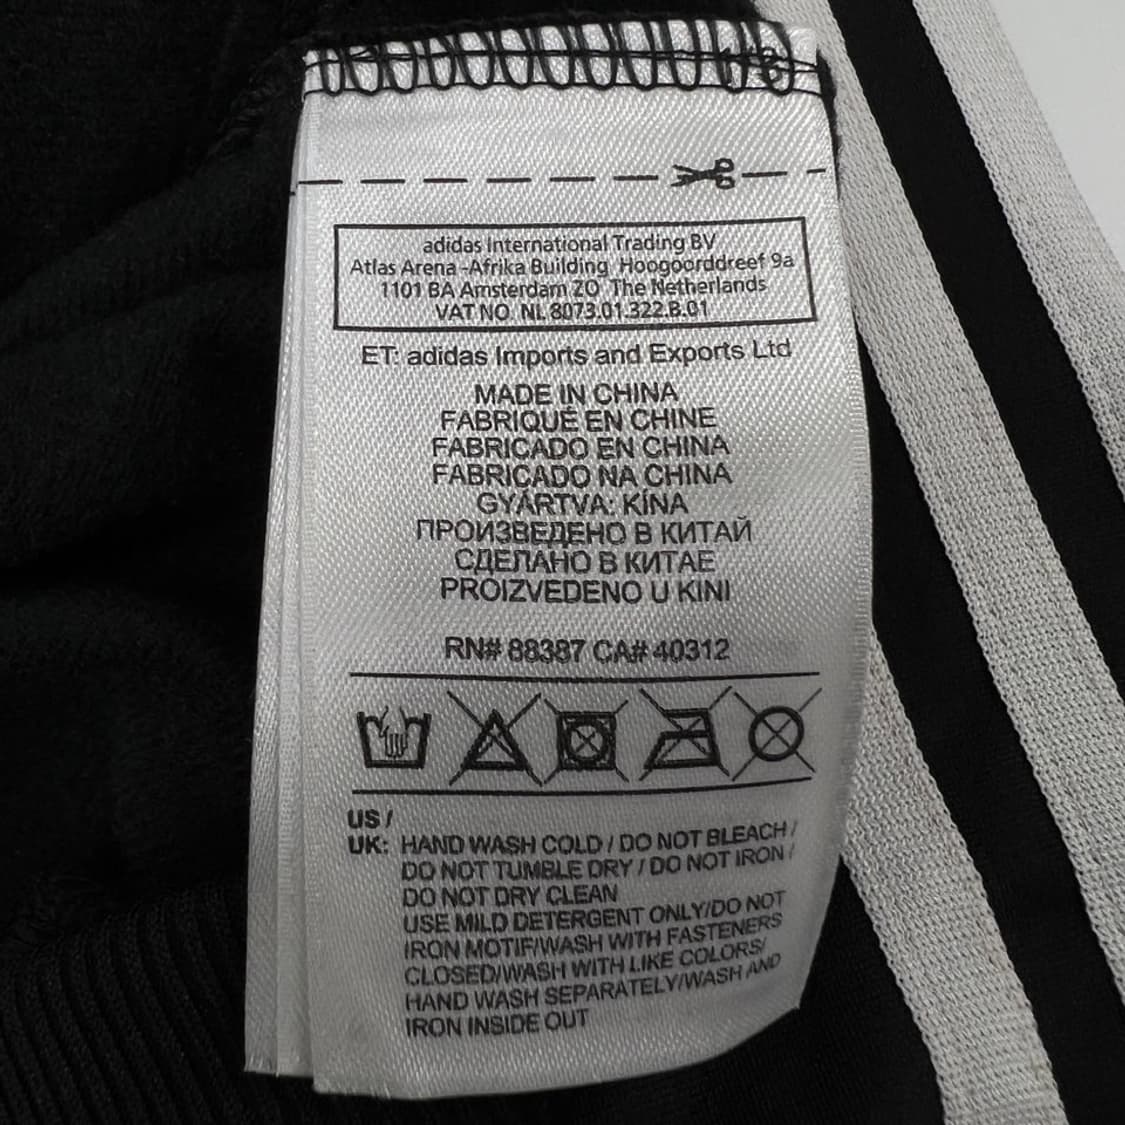 adidas International Trading BV
Atlas Arena -Afrika Building Hoogoorddreef 9a
1101 BA Amsterdam ZO The Netherlands
VAT NO. NL 8073.01.322.B.01
ET: adidas Imports and Exports Ltd
MADE IN CHINA
FABRIQUÉ EN CHINE
FABRICADO EN CHINA
FABRICADO NA CHINA
GYÁRTVA: KÍNA
ПРОИЗВЕДЕНО В КИТАЙ
СДЕЛАНО В КИТАЕ
PROIZVEDENO U KINI
RN# 88387 CA# 40312
US /
UK: HAND WASH COLD / DO NOT BLEACH /
DO NOT TUMBLE DRY / DO NOT IRON /
DO NOT DRY CLEAN
USE MILD DETERGENT ONLY/DO NOT
IRON MOTIF/WASH WITH FASTENERS
CLOSED/WASH WITH LIKE COLORS/
HAND WASH SEPARATELY/WASH AND
IRON INSIDE OUT